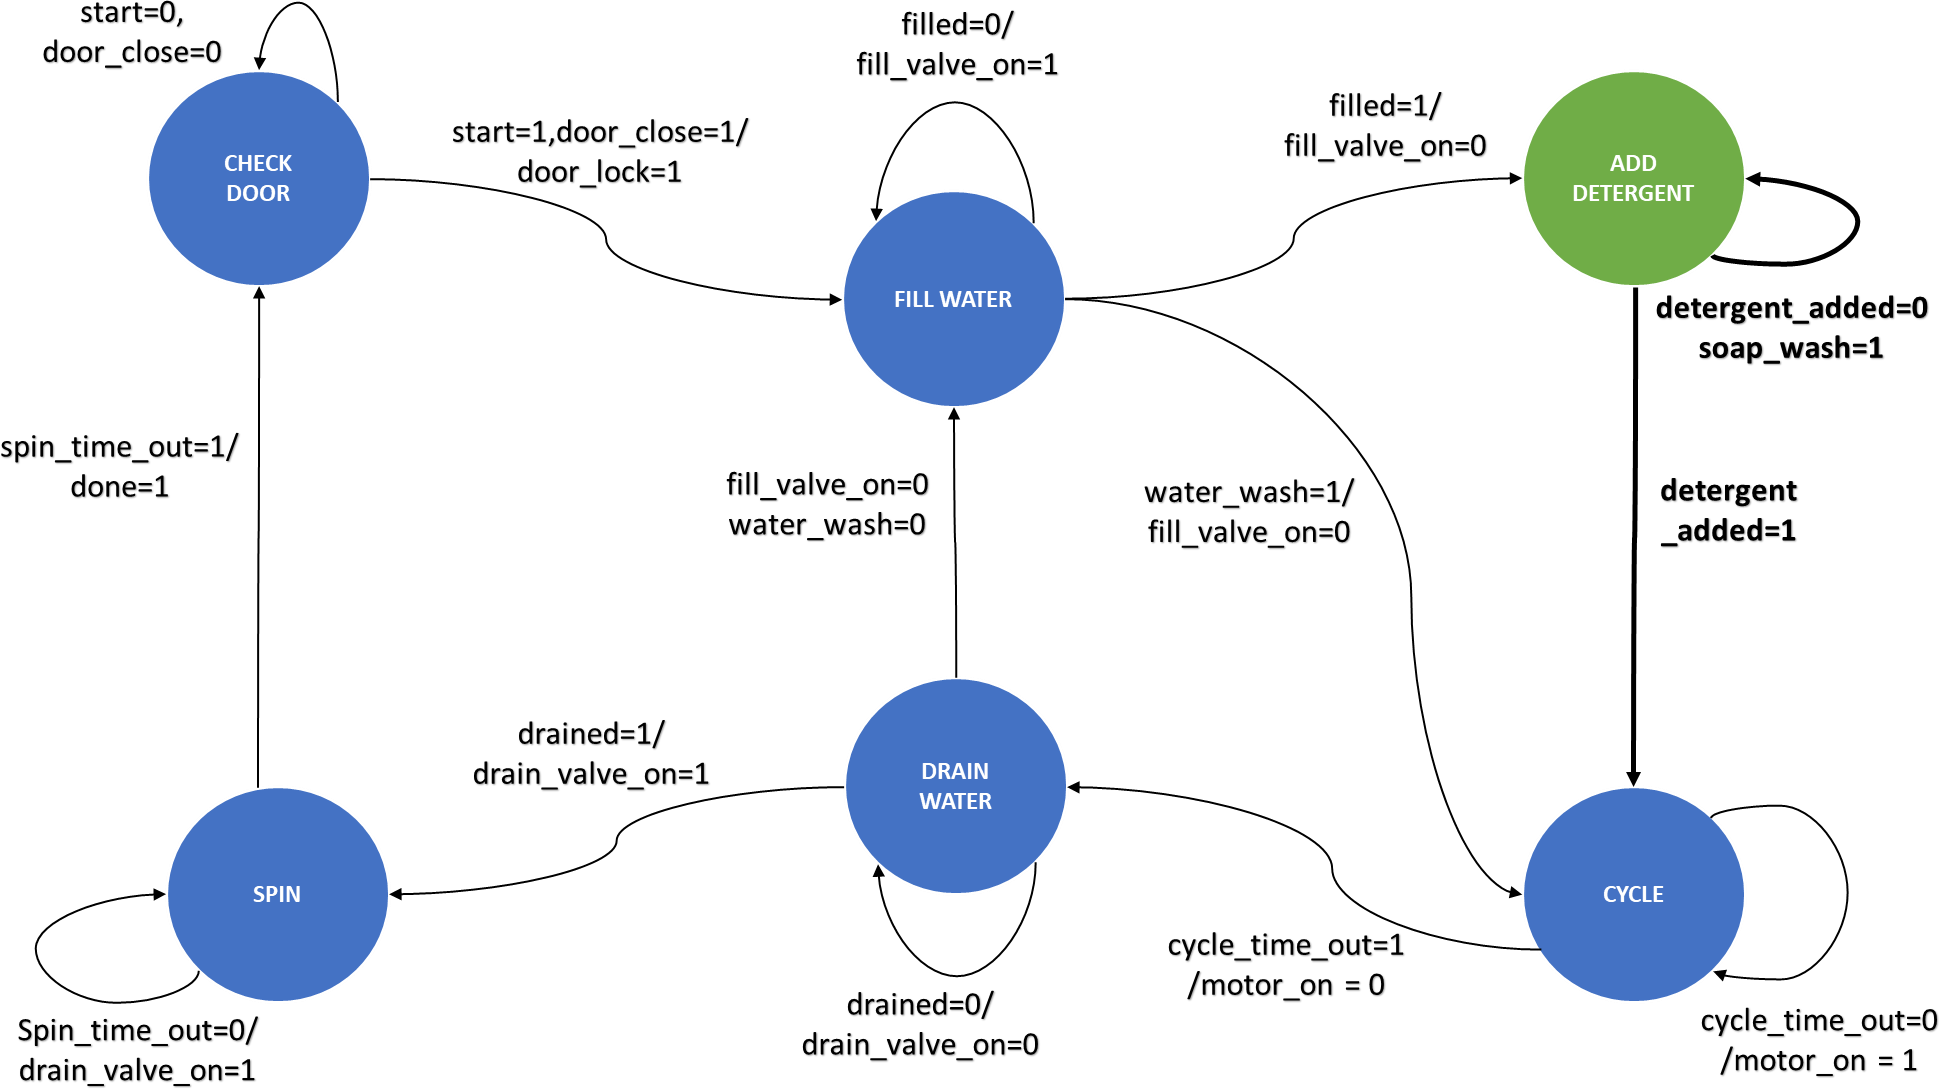 start=0,
door_close=0
filled=0/
fill_valve_on=1
start=1,door_close=1/
door_lock=1
filled=1/
fill_valve_on=0
CHECK
DOOR
ADD
DETERGENT
FILL WATER
detergent_added=0
soap_wash=1
spin_time_out=1/
done=1
fill_valve_on=0
water_wash=0
water_wash=1/
fill_valve_on=0
detergent
_added=1
drained=1/
drain_valve_on=1
DRAIN
WATER
SPIN
CYCLE
cycle_time_out=1
/motor_on = 0
drained=0/
drain_valve_on=0
Spin_time_out=0/
drain_valve_on=1
cycle_time_out=0
/motor_on = 1